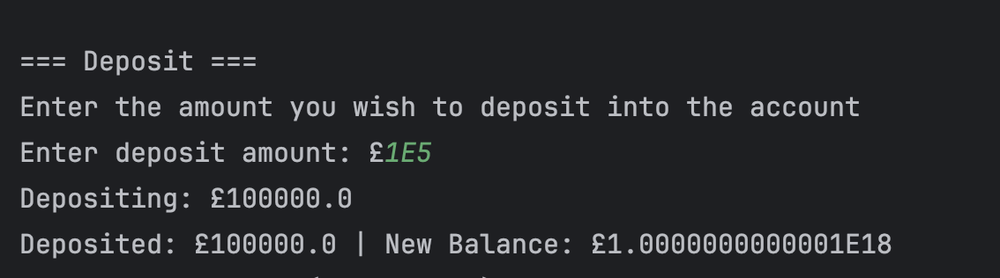 === Deposit ===
Enter the amount you wish to deposit into the account
Enter deposit amount: £1E5
Depositing: £100000.0
Deposited: £100000.0 | New Balance: £1.0000000000001E18